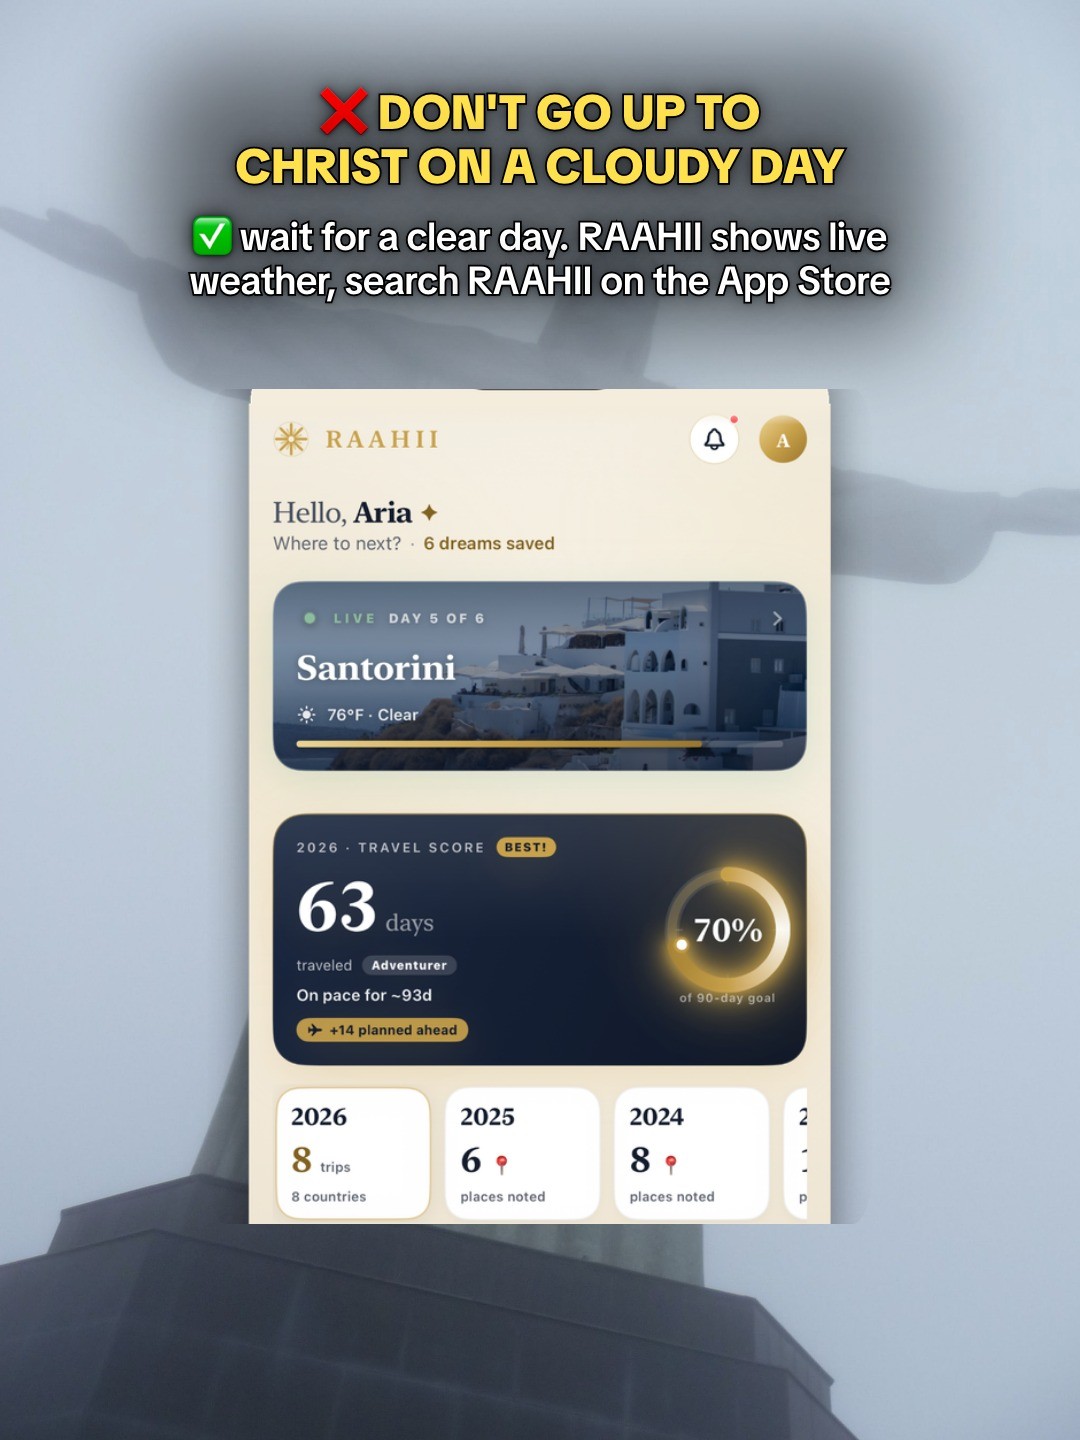 ❌ DON'T GO UP TO
CHRIST ON A CLOUDY DAY
✅ wait for a clear day. RAAHII shows live
weather, search RAAHII on the App Store
RAAHII
A
Hello, Aria ✦
Where to next? · 6 dreams saved
LIVE DAY 5 OF 6
Santorini
76°F · Clear
2026 · TRAVEL SCORE BEST!
63 days
70%
traveled Adventurer
On pace for ~93d
of 90-day goal
+14 planned ahead
2026
8 trips
8 countries
2025
6 📍
places noted
2024
8 📍
places noted